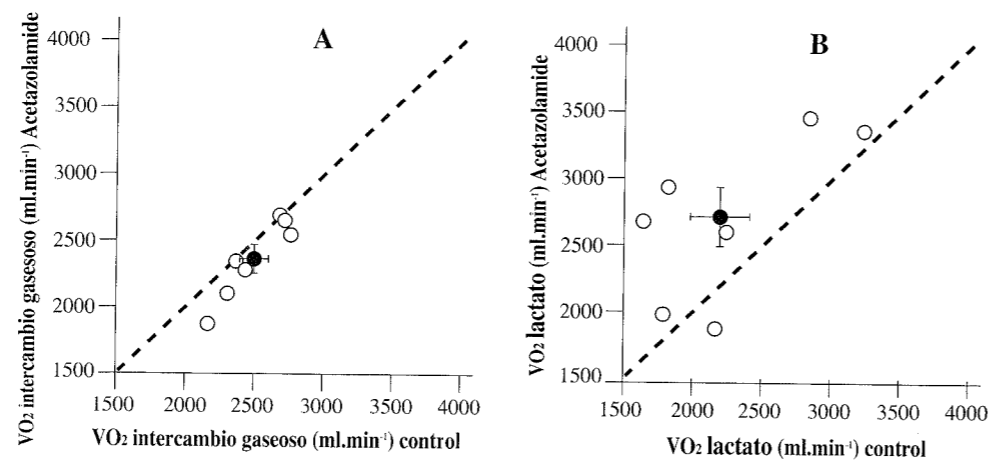 A
VO2 intercambio gasesoso (ml.min-1) Acetazolamide
4000
3500
3000
2500
2000
1500
1500 2000 2500 3000 3500 4000
VO2 intercambio gaseoso (ml.min-1) control
B
VO2 lactato (ml.min-1) Acetazolamide
4000
3500
3000
2500
2000
1500
1500 2000 2500 3000 3500 4000
VO2 lactato (ml.min-1) control